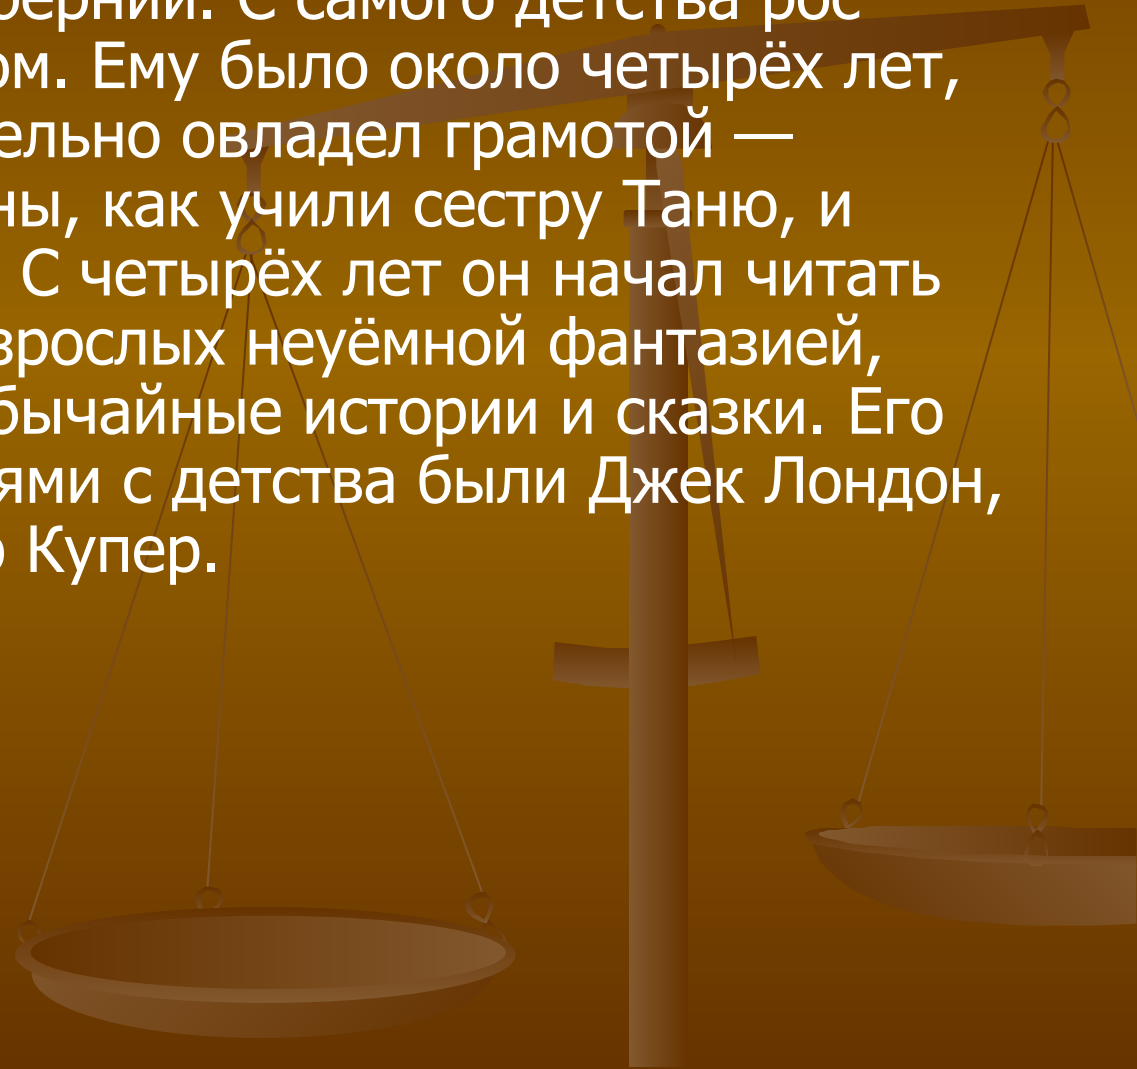 ернии. С самого детства рос
ом. Ему было около четырёх лет,
ельно овладел грамотой —
ны, как учили сестру Таню, и
С четырёх лет он начал читать
зрослых неуёмной фантазией,
бычайные истории и сказки. Его
ями с детства были Джек Лондон,
Купер.